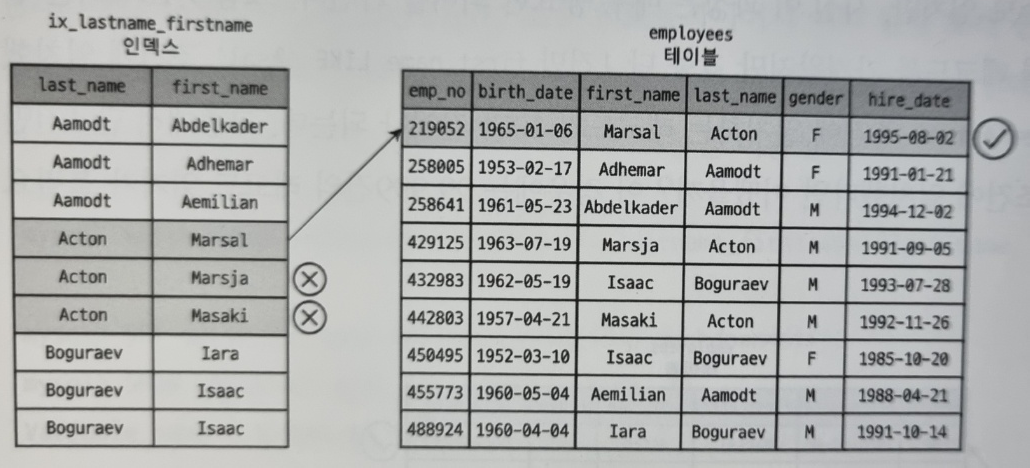 ix_lastname_firstname
인덱스
last_name first_name
Aamodt Abdelkader
Aamodt Adhemar
Aamodt Aemilian
Acton Marsal
Acton Marsja
Acton Masaki
Boguraev Iara
Boguraev Isaac
Boguraev Isaac
employees
테이블
emp_no birth_date first_name last_name gender hire_date
219052 1965-01-06 Marsal Acton F 1995-08-02
258005 1953-02-17 Adhemar Aamodt F 1991-01-21
258641 1961-05-23 Abdelkader Aamodt M 1994-12-02
429125 1963-07-19 Marsja Acton M 1991-09-05
432983 1962-05-19 Isaac Boguraev M 1993-07-28
442803 1957-04-21 Masaki Acton M 1992-11-26
450495 1952-03-10 Isaac Boguraev F 1985-10-20
455773 1960-05-04 Aemilian Aamodt M 1988-04-21
488924 1960-04-04 Iara Boguraev M 1991-10-14